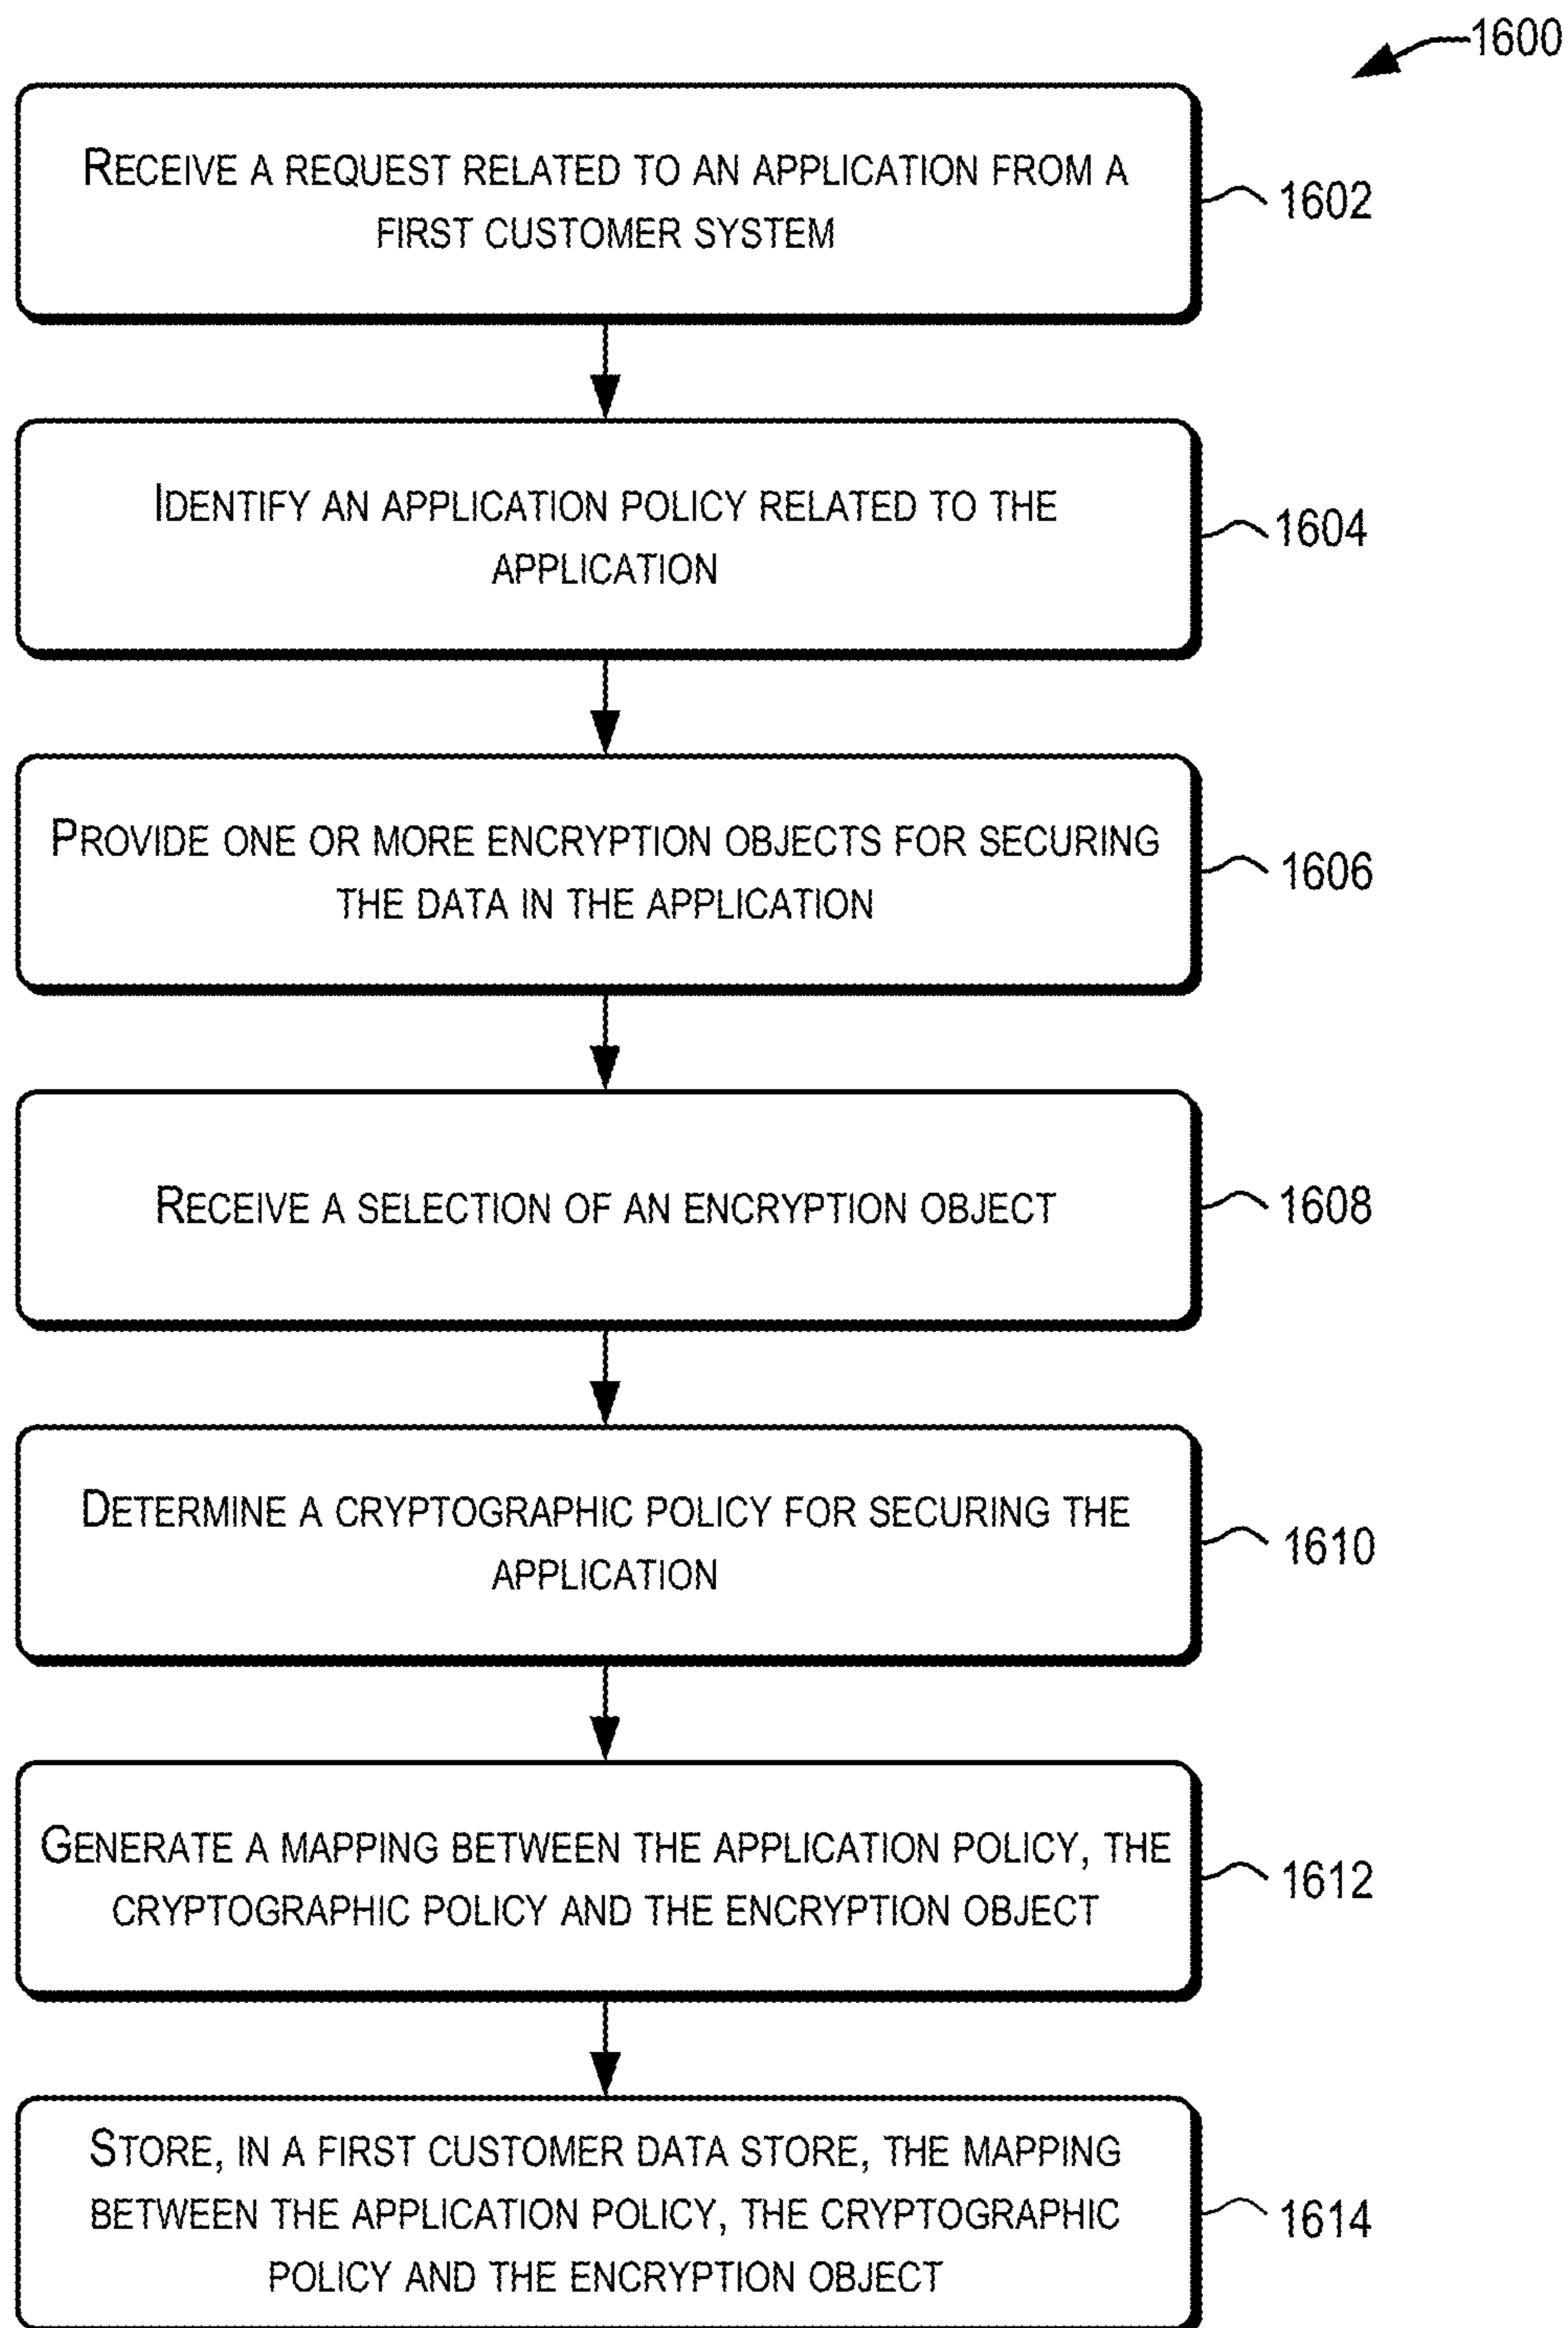 1600
RECEIVE A REQUEST RELATED TO AN APPLICATION FROM A
FIRST CUSTOMER SYSTEM
1602
IDENTIFY AN APPLICATION POLICY RELATED TO THE
APPLICATION
1604
PROVIDE ONE OR MORE ENCRYPTION OBJECTS FOR SECURING
THE DATA IN THE APPLICATION
1606
RECEIVE A SELECTION OF AN ENCRYPTION OBJECT
1608
DETERMINE A CRYPTOGRAPHIC POLICY FOR SECURING THE
APPLICATION
1610
GENERATE A MAPPING BETWEEN THE APPLICATION POLICY, THE
CRYPTOGRAPHIC POLICY AND THE ENCRYPTION OBJECT
1612
STORE, IN A FIRST CUSTOMER DATA STORE, THE MAPPING
BETWEEN THE APPLICATION POLICY, THE CRYPTOGRAPHIC
POLICY AND THE ENCRYPTION OBJECT
1614